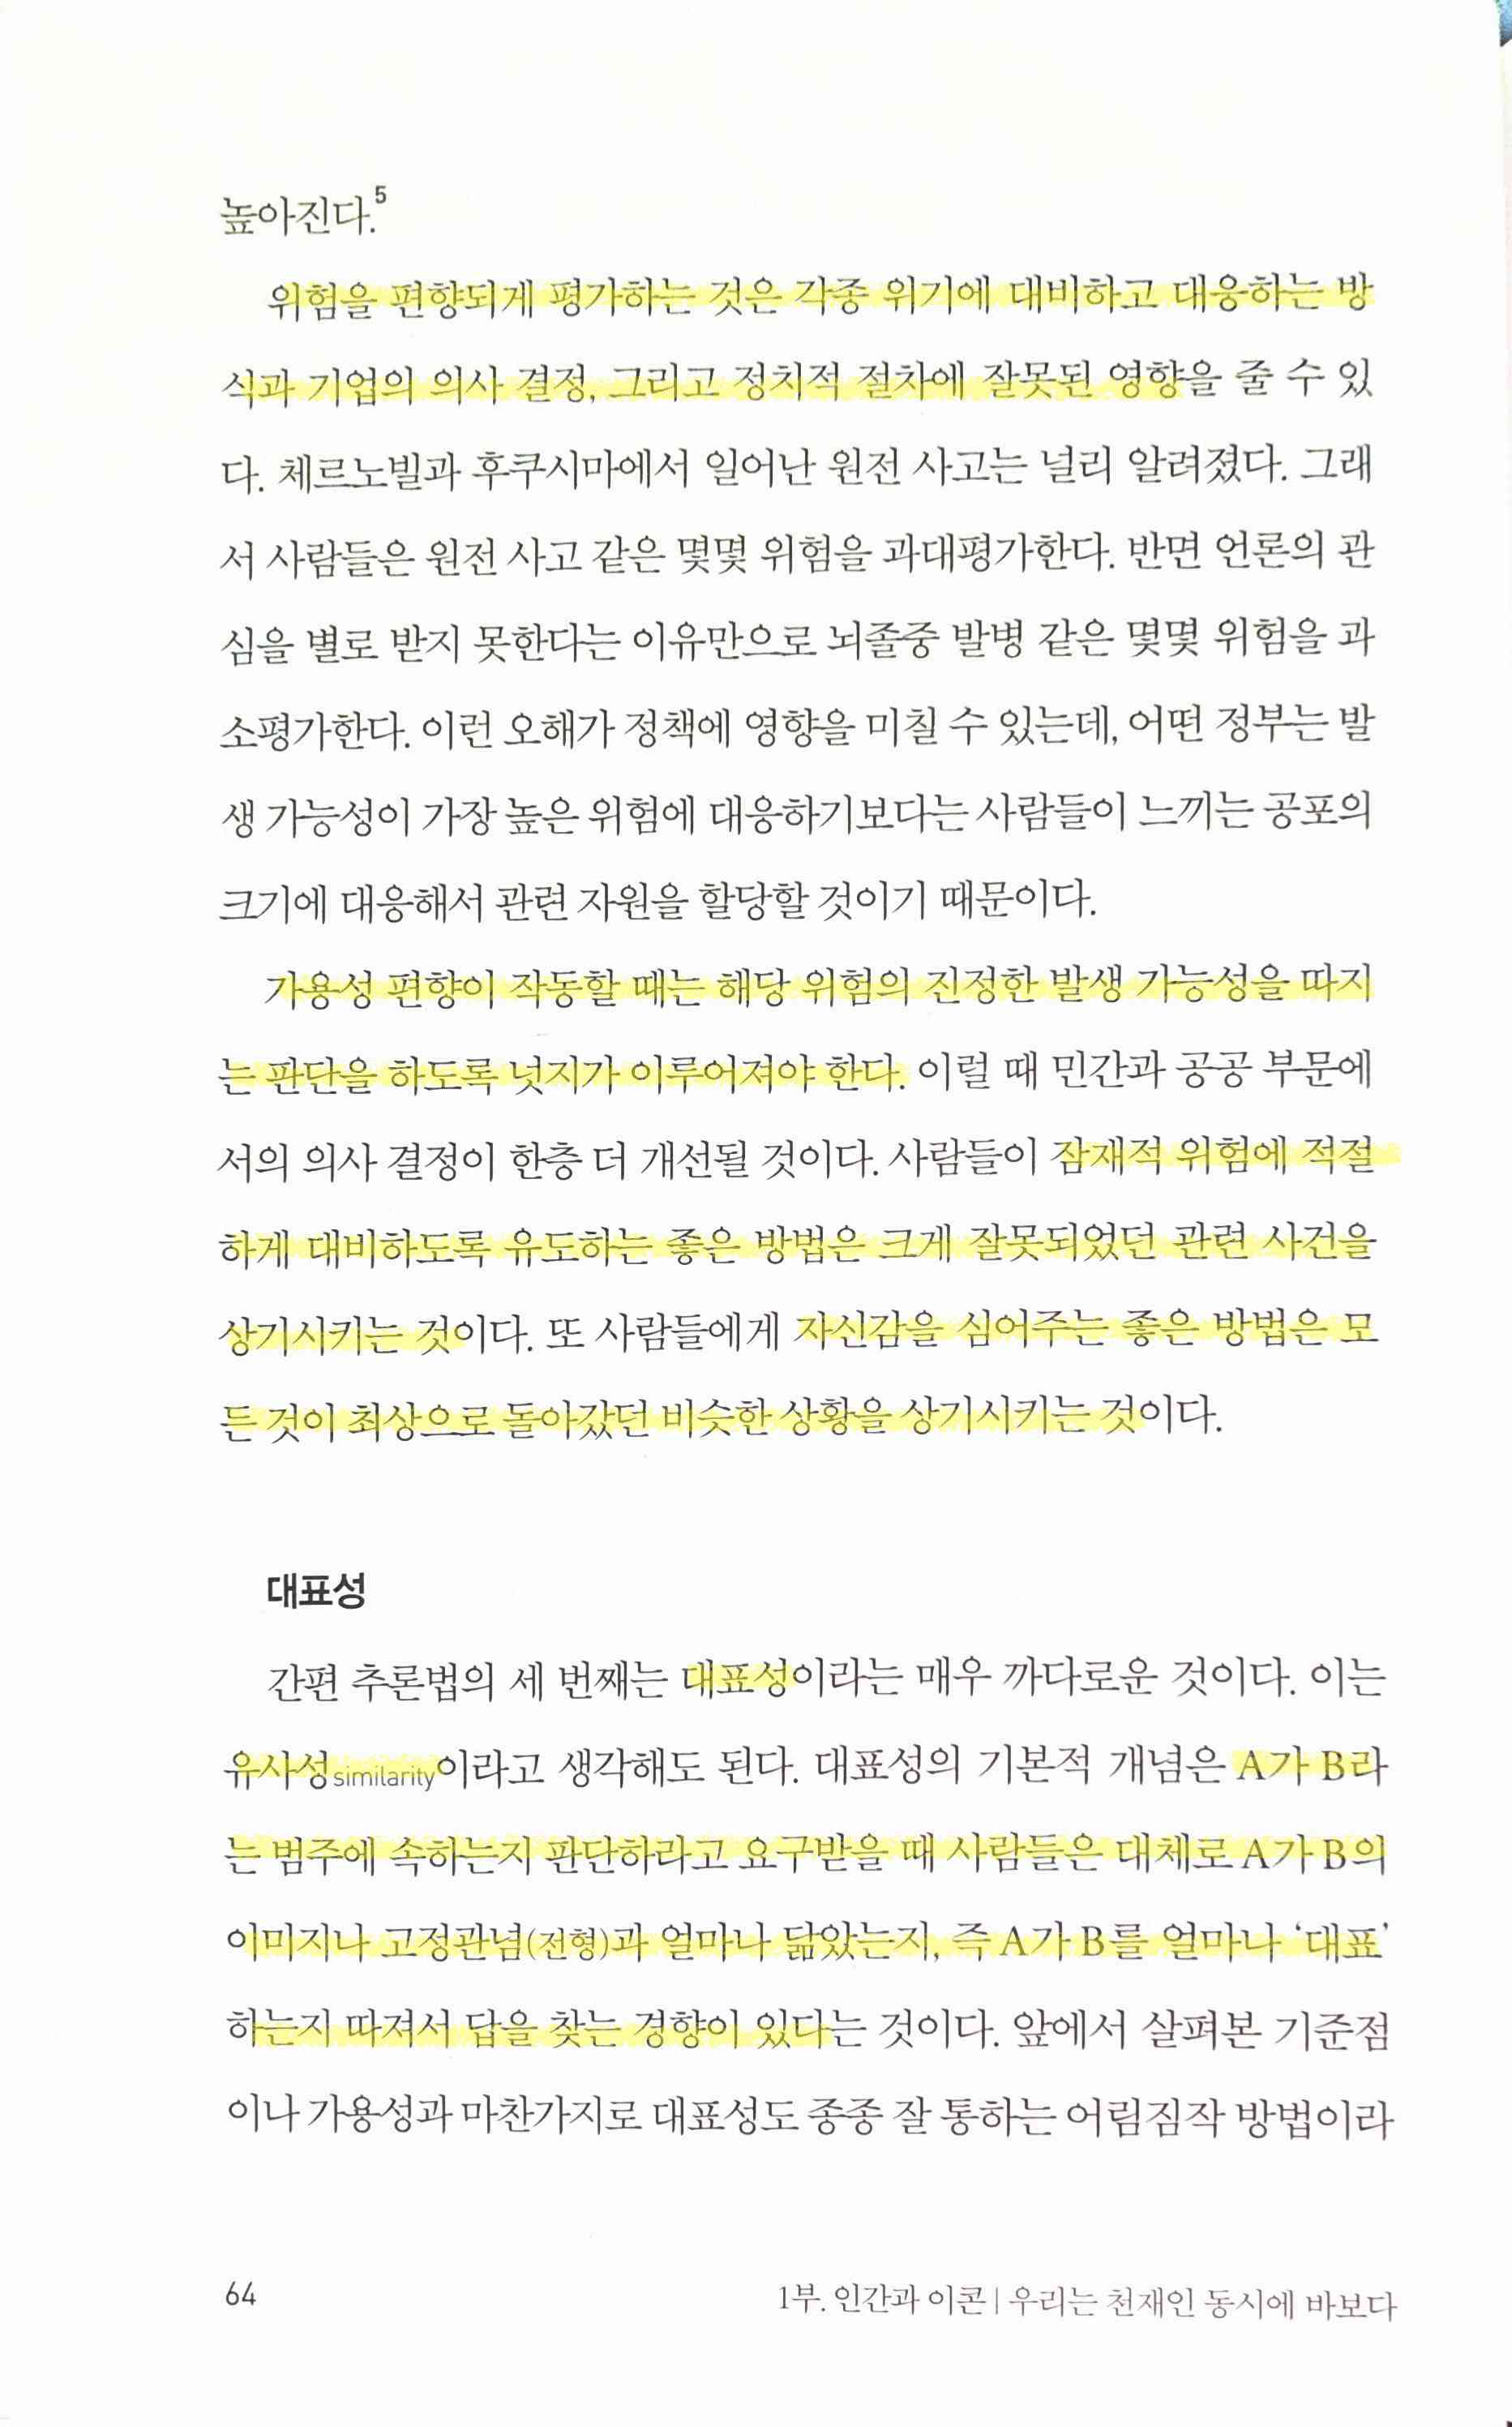 높아진다.5
위험을 편향되게 평가하는 것은 각종 위기에 대비하고 대응하는 방
식과 기업의 의사 결정, 그리고 정치적 절차에 잘못된 영향을 줄 수 있
다. 체르노빌과 후쿠시마에서 일어난 원전 사고는 널리 알려졌다. 그래
서 사람들은 원전 사고 같은 몇몇 위험을 과대평가한다. 반면 언론의 관
심을 별로 받지 못한다는 이유만으로 뇌졸중 발병 같은 몇몇 위험을 과
소평가한다. 이런 오해가 정책에 영향을 미칠 수 있는데, 어떤 정부는 발
생 가능성이 가장 높은 위험에 대응하기보다는 사람들이 느끼는 공포의
크기에 대응해서 관련 자원을 할당할 것이기 때문이다.
가용성 편향이 작동할 때는 해당 위험의 진정한 발생 가능성을 따지
는 판단을 하도록 넛지가 이루어져야 한다. 이럴 때 민간과 공공 부문에
서의 의사 결정이 한층 더 개선될 것이다. 사람들이 잠재적 위험에 적절
하게 대비하도록 유도하는 좋은 방법은 크게 잘못되었던 관련 사건을
상기시키는 것이다. 또 사람들에게 자신감을 심어주는 좋은 방법은 모
든 것이 최상으로 돌아갔던 비슷한 상황을 상기시키는 것이다.
대표성
간편 추론법의 세 번째는 대표성이라는 매우 까다로운 것이다. 이는
유사성similarity이라고 생각해도 된다. 대표성의 기본적 개념은 A가 B라
는 범주에 속하는지 판단하라고 요구받을 때 사람들은 대체로 A가 B의
이미지나 고정관념(전형)과 얼마나 닮았는지, 즉 A가 B를 얼마나 ‘대표’
하는지 따져서 답을 찾는 경향이 있다는 것이다. 앞에서 살펴본 기준점
이나 가용성과 마찬가지로 대표성도 종종 잘 통하는 어림짐작 방법이라
64
1부. 인간과 이콘 | 우리는 천재인 동시에 바보다